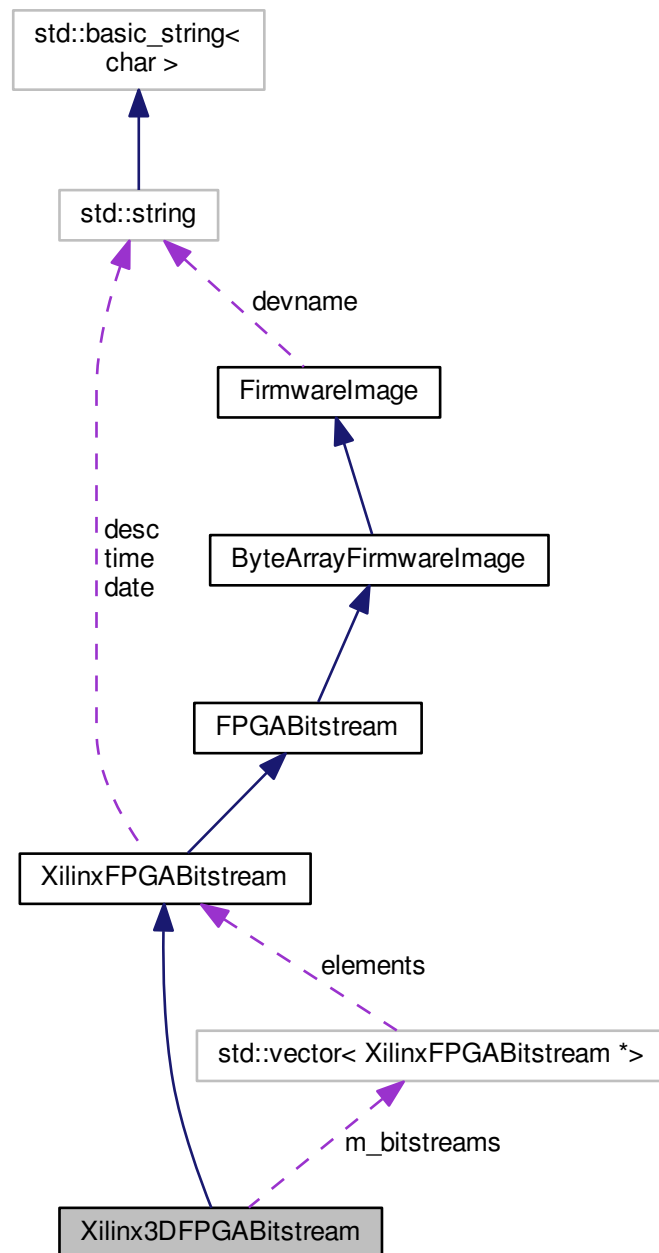 std::basic_string<
char >
std::string
devname
FirmwareImage
desc
time
date
ByteArrayFirmwareImage
FPGABitstream
XilinxFPGABitstream
elements
std::vector< XilinxFPGABitstream *>
m_bitstreams
Xilinx3DFPGABitstream